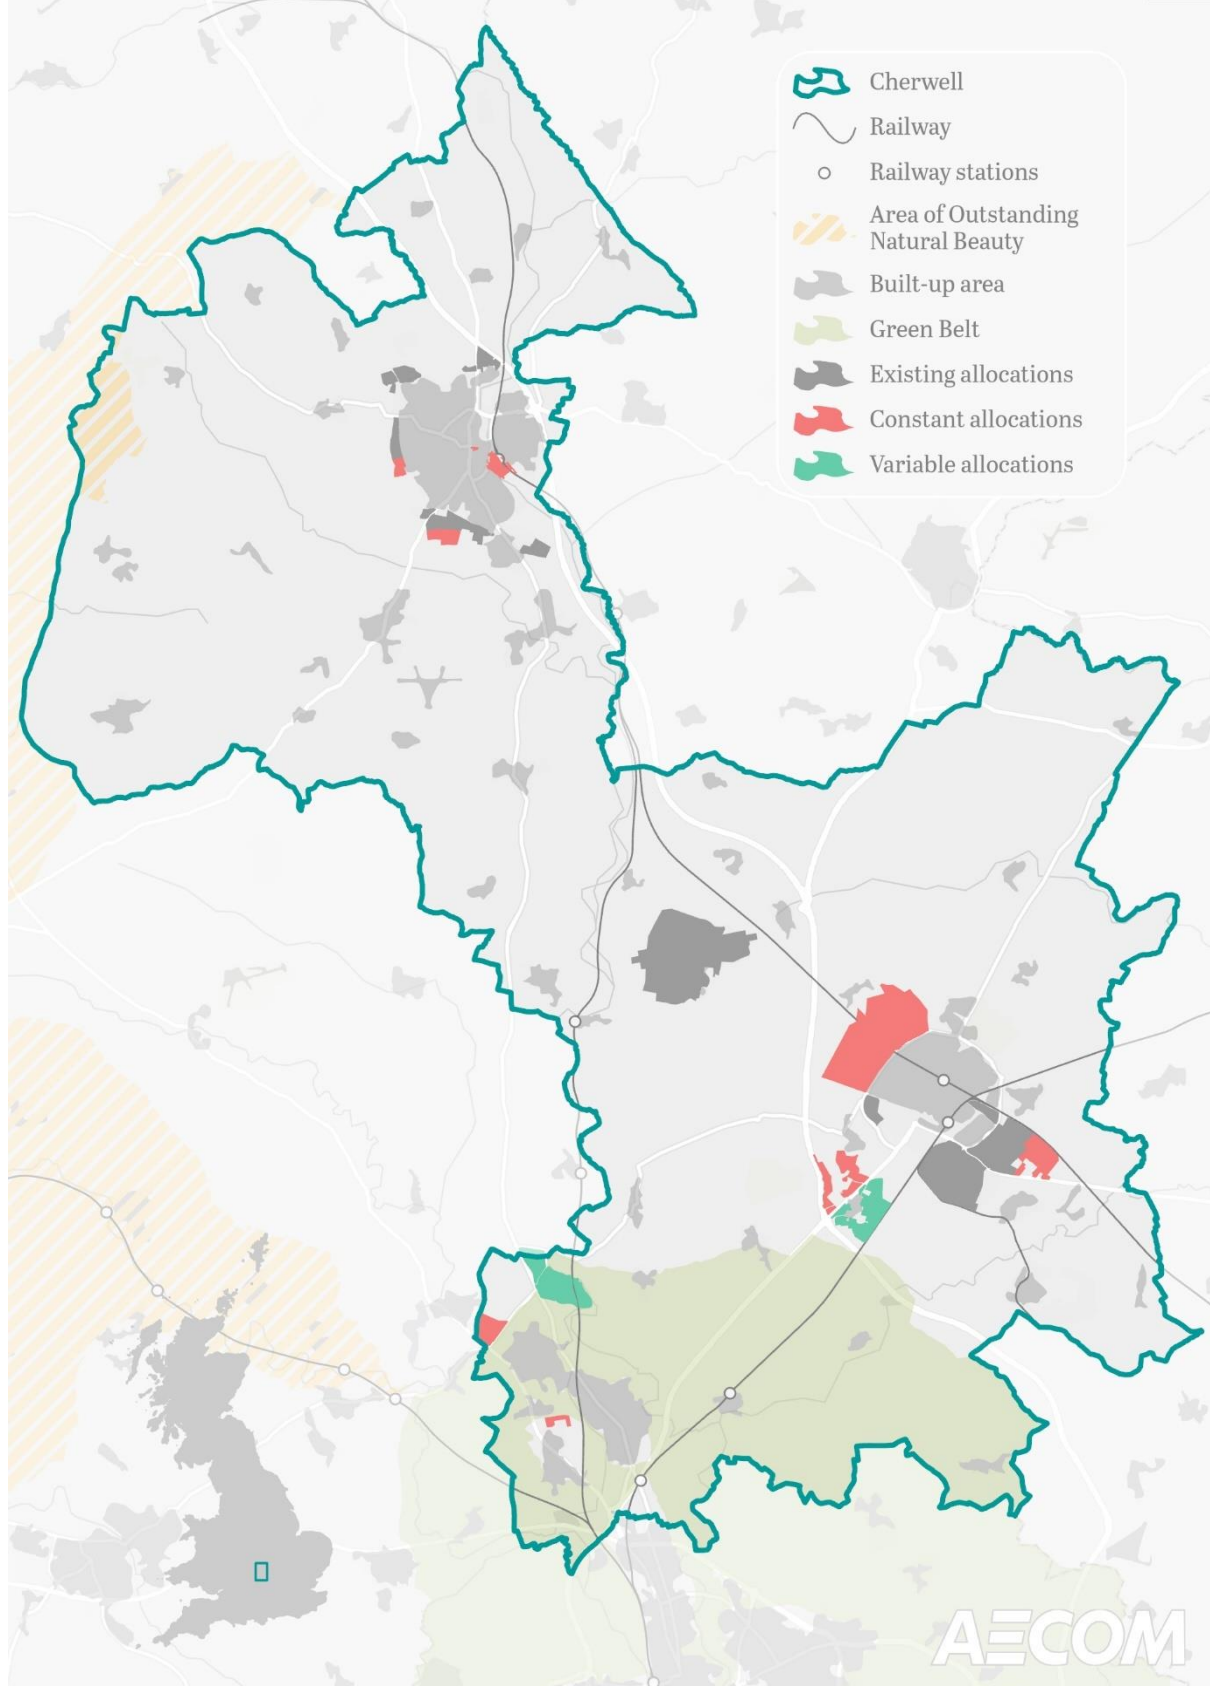 Cherwell
Railway
Railway stations
Area of Outstanding
Natural Beauty
Built-up area
Green Belt
Existing allocations
Constant allocations
Variable allocations
AECOM